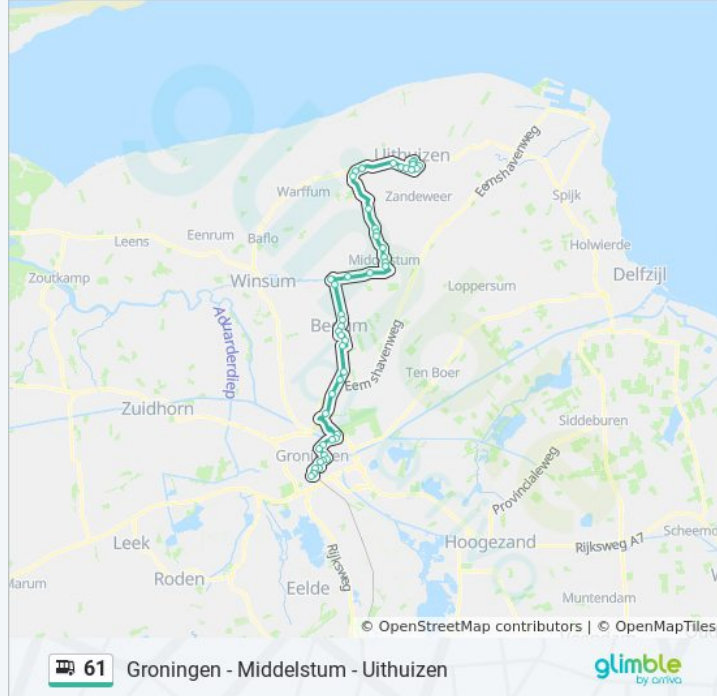 Uithuizen
Eemshavenweg
Warffum
Zandeweer
Spijk
Leens
Eenrum
Baflo
Holwierde
Middelstum
Zoutkamp
Winsum
Loppersum
Delfzijl
Aduarderdiep
Bedum
Eemshavenweg
Ten Boer
Zuidhorn
Siddeburen
Groningen
Provincialeweg
Leek
Hoogezand
Rijksweg A7
Scheemd
Marum
Roden
Eelde
Rijksweg
Muntendam
© OpenStreetMap contributors | © OpenMapTiles
61 Groningen - Middelstum - Uithuizen
glimble
by arriva